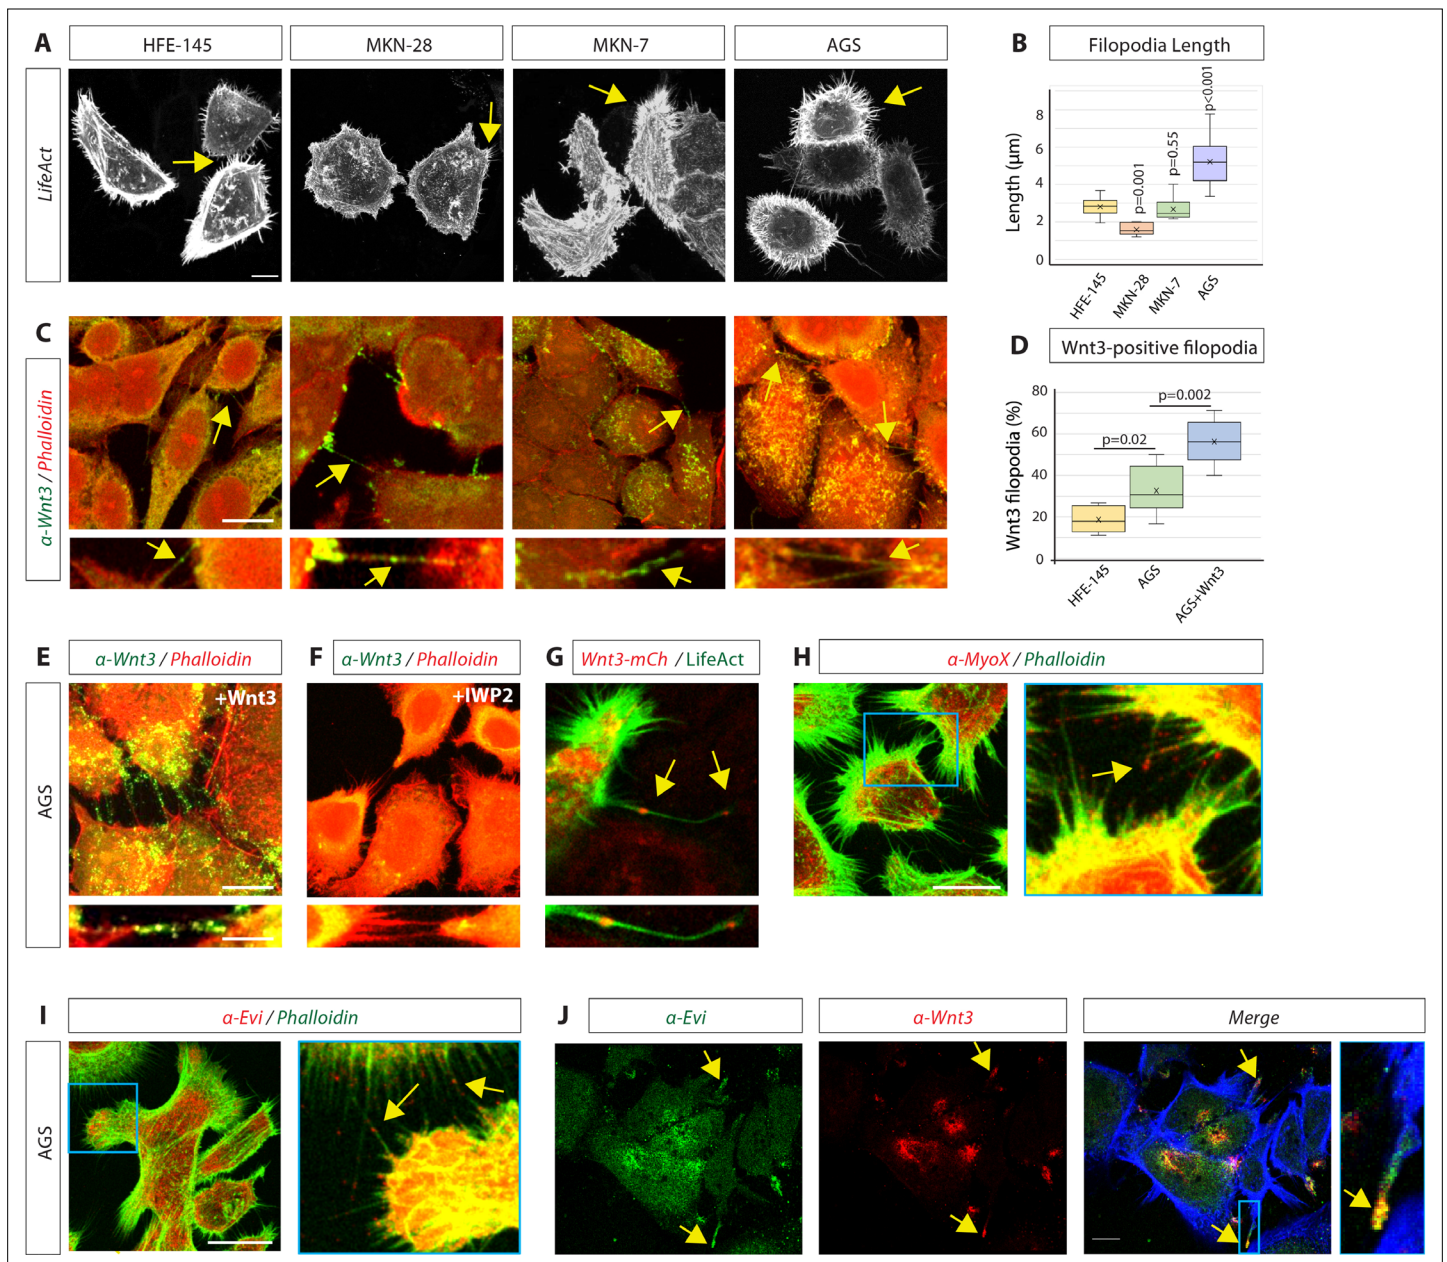 A
HFE-145
MKN-28
MKN-7
AGS
LifeAct
B
Filopodia Length
Length (μm)
8
6
4
2
0
p=0.001
p=0.55
p<0.001
HFE-145
MKN-28
MKN-7
AGS
C
α-Wnt3 / Phalloidin
D
Wnt3-positive filopodia
Wnt3 filopodia (%)
80
60
40
20
0
p=0.02
p=0.002
HFE-145
AGS
AGS+Wnt3
E
α-Wnt3 / Phalloidin
AGS
+Wnt3
F
α-Wnt3 / Phalloidin
+IWP2
G
Wnt3-mCh / LifeAct
H
α-MyoX / Phalloidin
I
α-Evi / Phalloidin
AGS
J
α-Evi
α-Wnt3
Merge